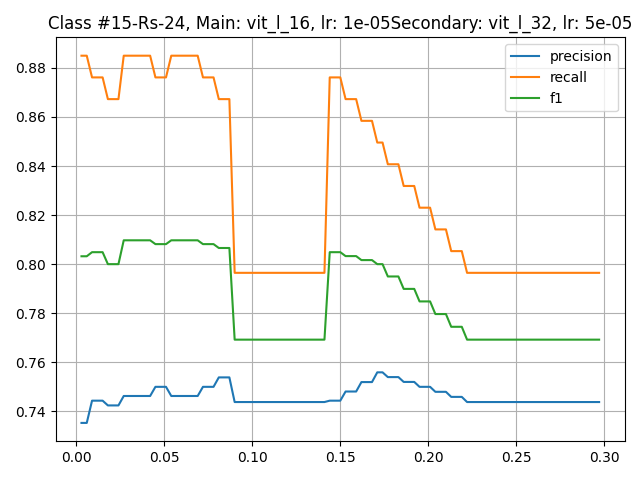 Class #15-Rs-24, Main: vit_l_16, lr: 1e-05Secondary: vit_l_32, lr: 5e-05
precision
recall
f1
0.88
0.86
0.84
0.82
0.80
0.78
0.76
0.74
0.00 0.05 0.10 0.15 0.20 0.25 0.30